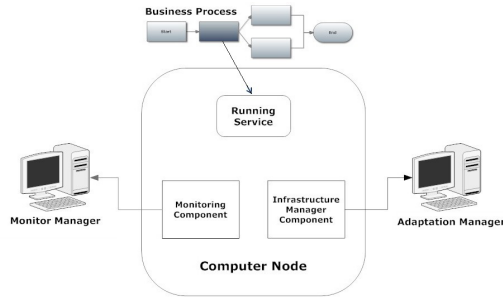 Business Process
Start
End
Running
Service
Monitoring
Component
Infrastructure
Manager
Component
Monitor Manager
Adaptation Manager
Computer Node